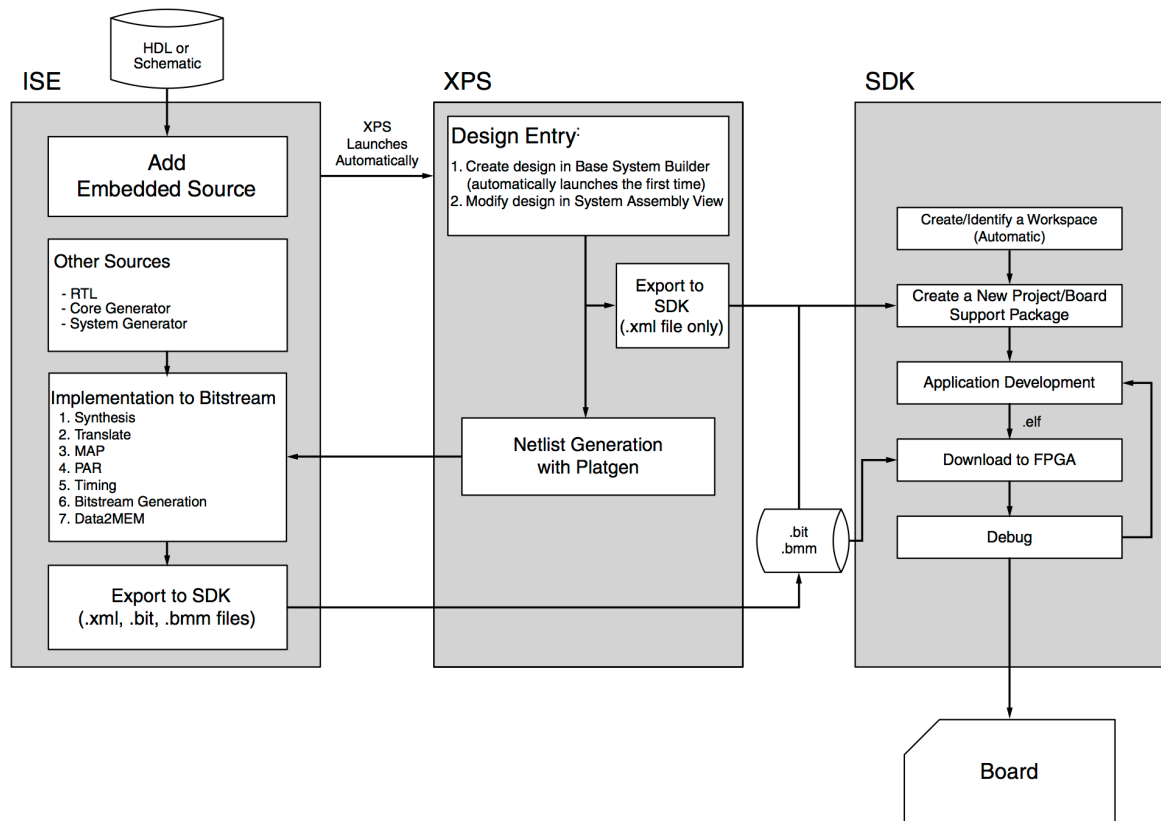 HDL or
Schematic
ISE
Add
Embedded Source
Other Sources
- RTL
- Core Generator
- System Generator
Implementation to Bitstream
1. Synthesis
2. Translate
3. MAP
4. PAR
5. Timing
6. Bitstream Generation
7. Data2MEM
Export to SDK
(.xml, .bit, .bmm files)
XPS
Launches
Automatically
XPS
Design Entry:
1. Create design in Base System Builder
(automatically launches the first time)
2. Modify design in System Assembly View
Export to
SDK
(.xml file only)
Netlist Generation
with Platgen
.bit
.bmm
SDK
Create/Identify a Workspace
(Automatic)
Create a New Project/Board
Support Package
Application Development
.elf
Download to FPGA
Debug
Board